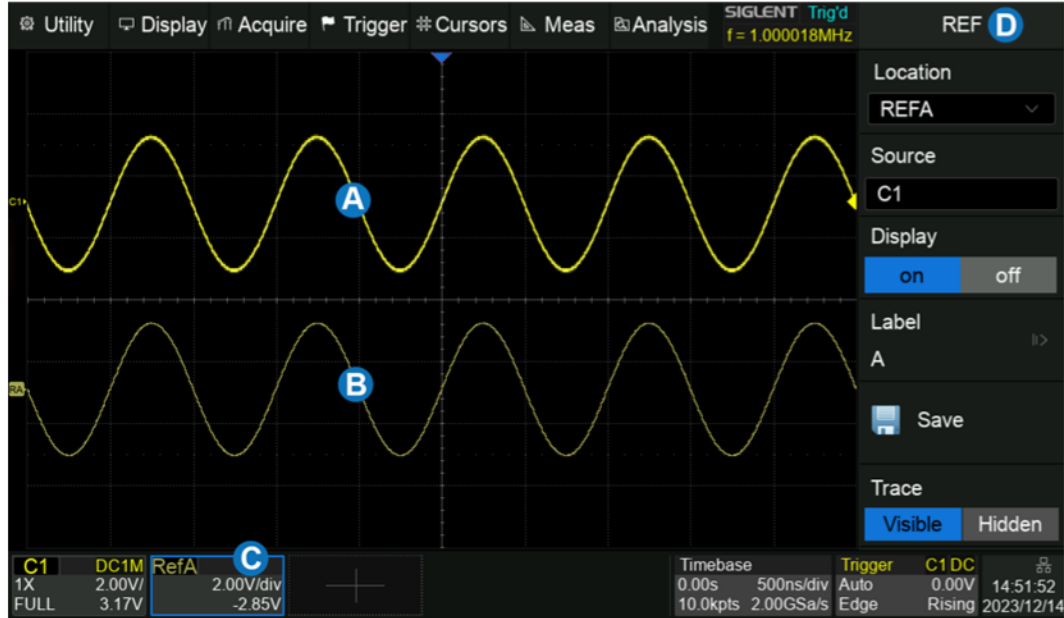 Utility Display Acquire Trigger Cursors Meas Analysis SIGLENT Trig'd
f = 1.000018MHz
REF D
Location
REFA
Source
C1
Display
on off
Label
A
Save
Trace
Visible Hidden
C1
A
RA
B
C
C1 DC1M
1X 2.00V/
FULL 3.17V
RefA
2.00V/div
-2.85V
Timebase
0.00s 500ns/div
10.0kpts 2.00GSa/s
Trigger C1 DC
Auto 0.00V
Edge Rising
14:51:52
2023/12/14